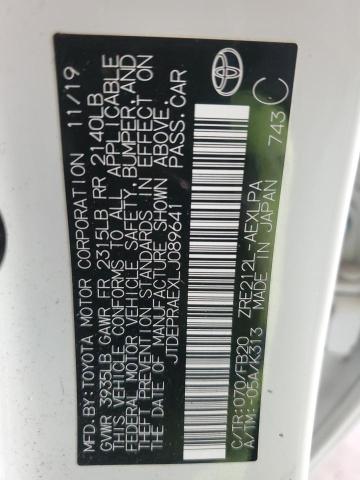 MFD. BY: TOYOTA MOTOR CORPORATION 11/19
GVWR 3935LB GAWR FR 2315LB RR 2140LB
THIS VEHICLE CONFORMS TO ALL APPLICABLE
FEDERAL MOTOR VEHICLE SAFETY, BUMPER, AND
THEFT PREVENTION STANDARDS IN EFFECT ON
THE DATE OF MANUFACTURE SHOWN ABOVE.
JTDEPRAEXLJ089641 PASS.CAR
C/TR:070/FB20 ZRE212L-AEXLPA 743 C
A/TM:-05A/K313 MADE IN JAPAN